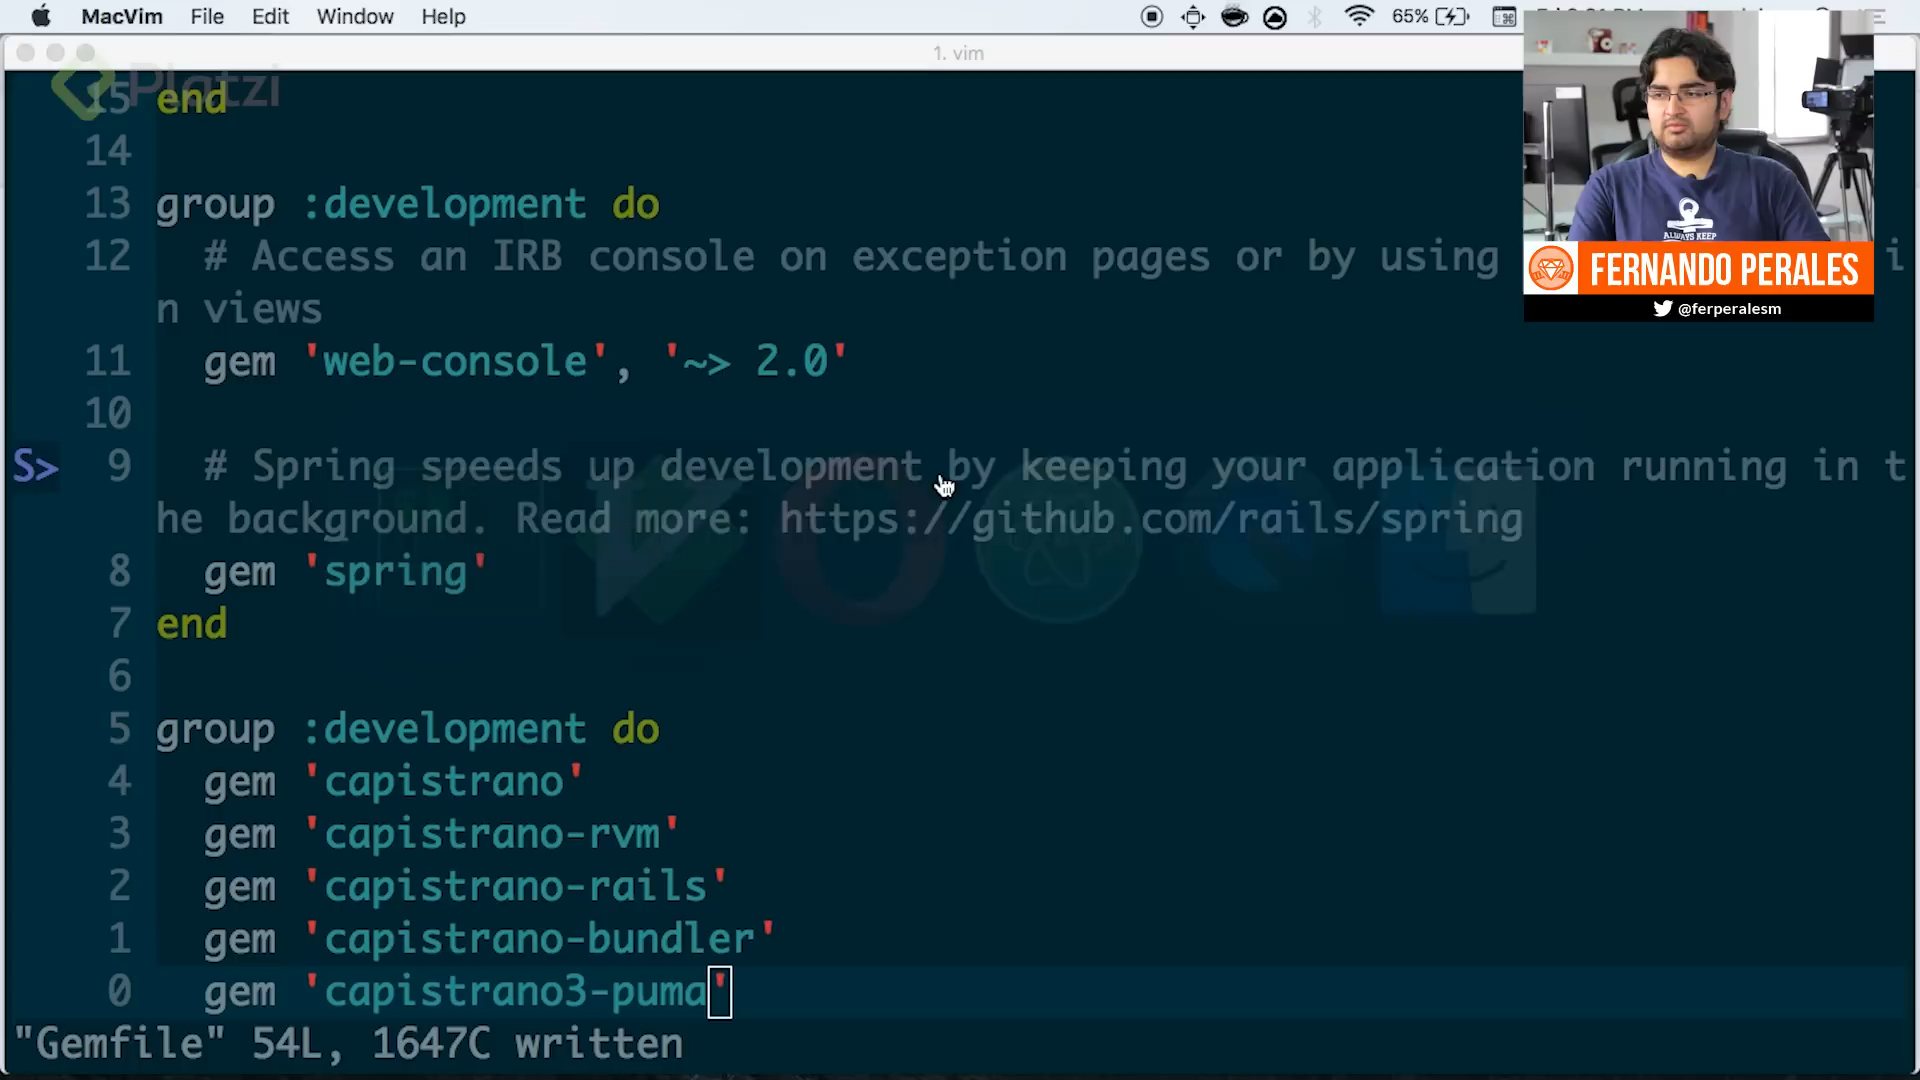 MacVim File Edit Window Help
65%
1. vim
Platzi
15 end
14
13 group :development do
12 # Access an IRB console on exception pages or by using i
n views
11 gem 'web-console', '~> 2.0'
10
S> 9 # Spring speeds up development by keeping your application running in t
he background. Read more: https://github.com/rails/spring
8 gem 'spring'
7 end
6
5 group :development do
4 gem 'capistrano'
3 gem 'capistrano-rvm'
2 gem 'capistrano-rails'
1 gem 'capistrano-bundler'
0 gem 'capistrano3-puma'
"Gemfile" 54L, 1647C written
ALWAYS KEEP
FERNANDO PERALES
@ferperalesm